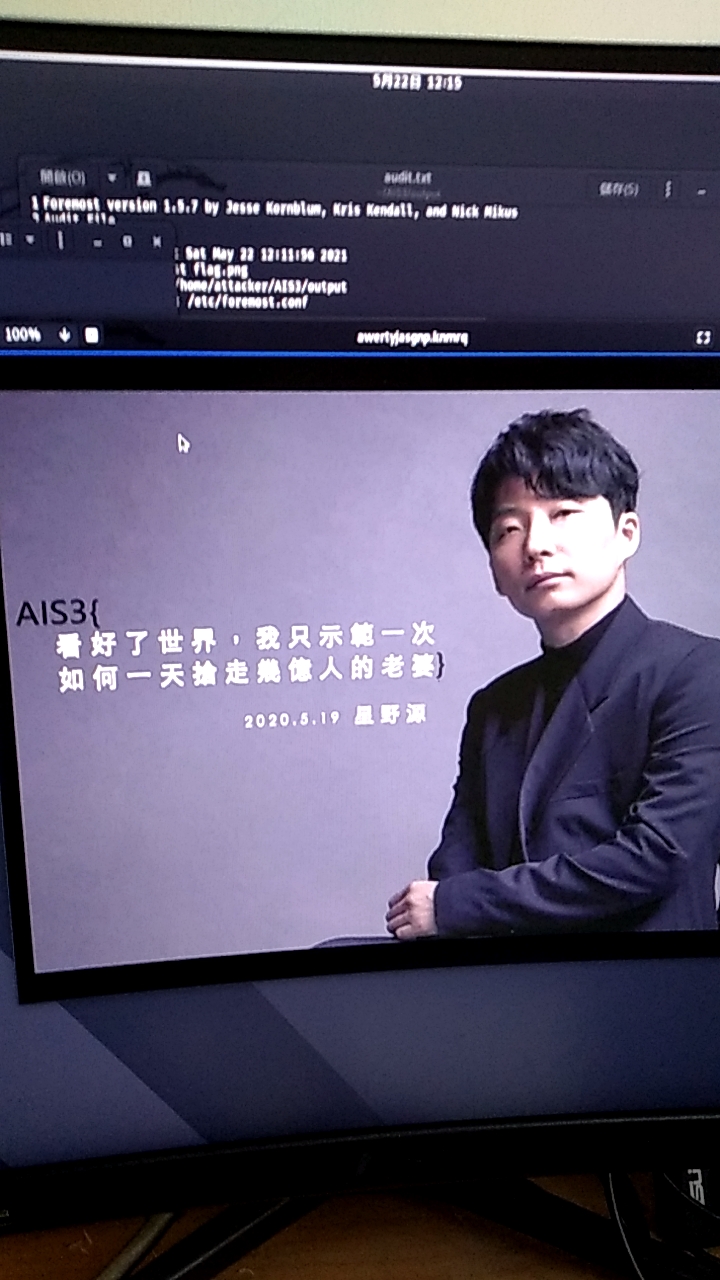 5月22日 12:15
開啟(O)
audit.txt
儲存(S)
1 Foremost version 1.5.7 by Jesse Kornblum, Kris Kendall, and Nick Mikus
2 Audit File
: Sat May 22 12:11:56 2021
t flag.png
/home/attacker/AIS3/output
: /etc/foremost.conf
100%
AIS3{
看好了世界，我只示範一次
如何一天搶走幾億人的老婆}
2020.5.19 星野源